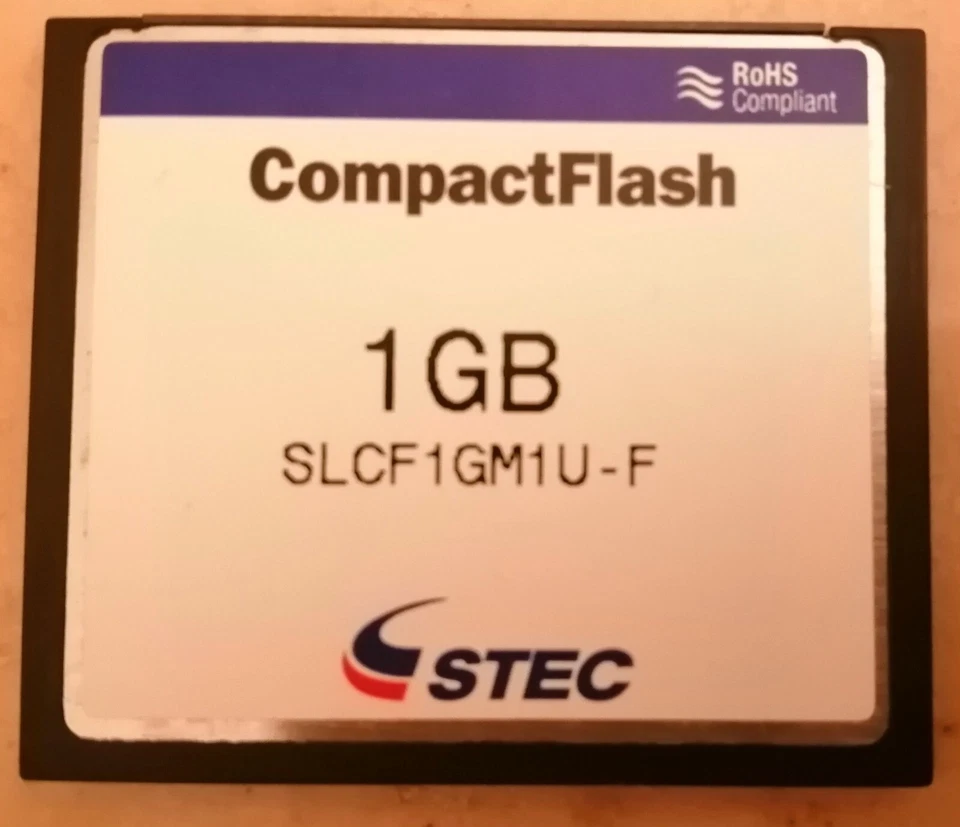 RoHS
Compliant
CompactFlash
1GB
SLCF1GM1U-F
STEC